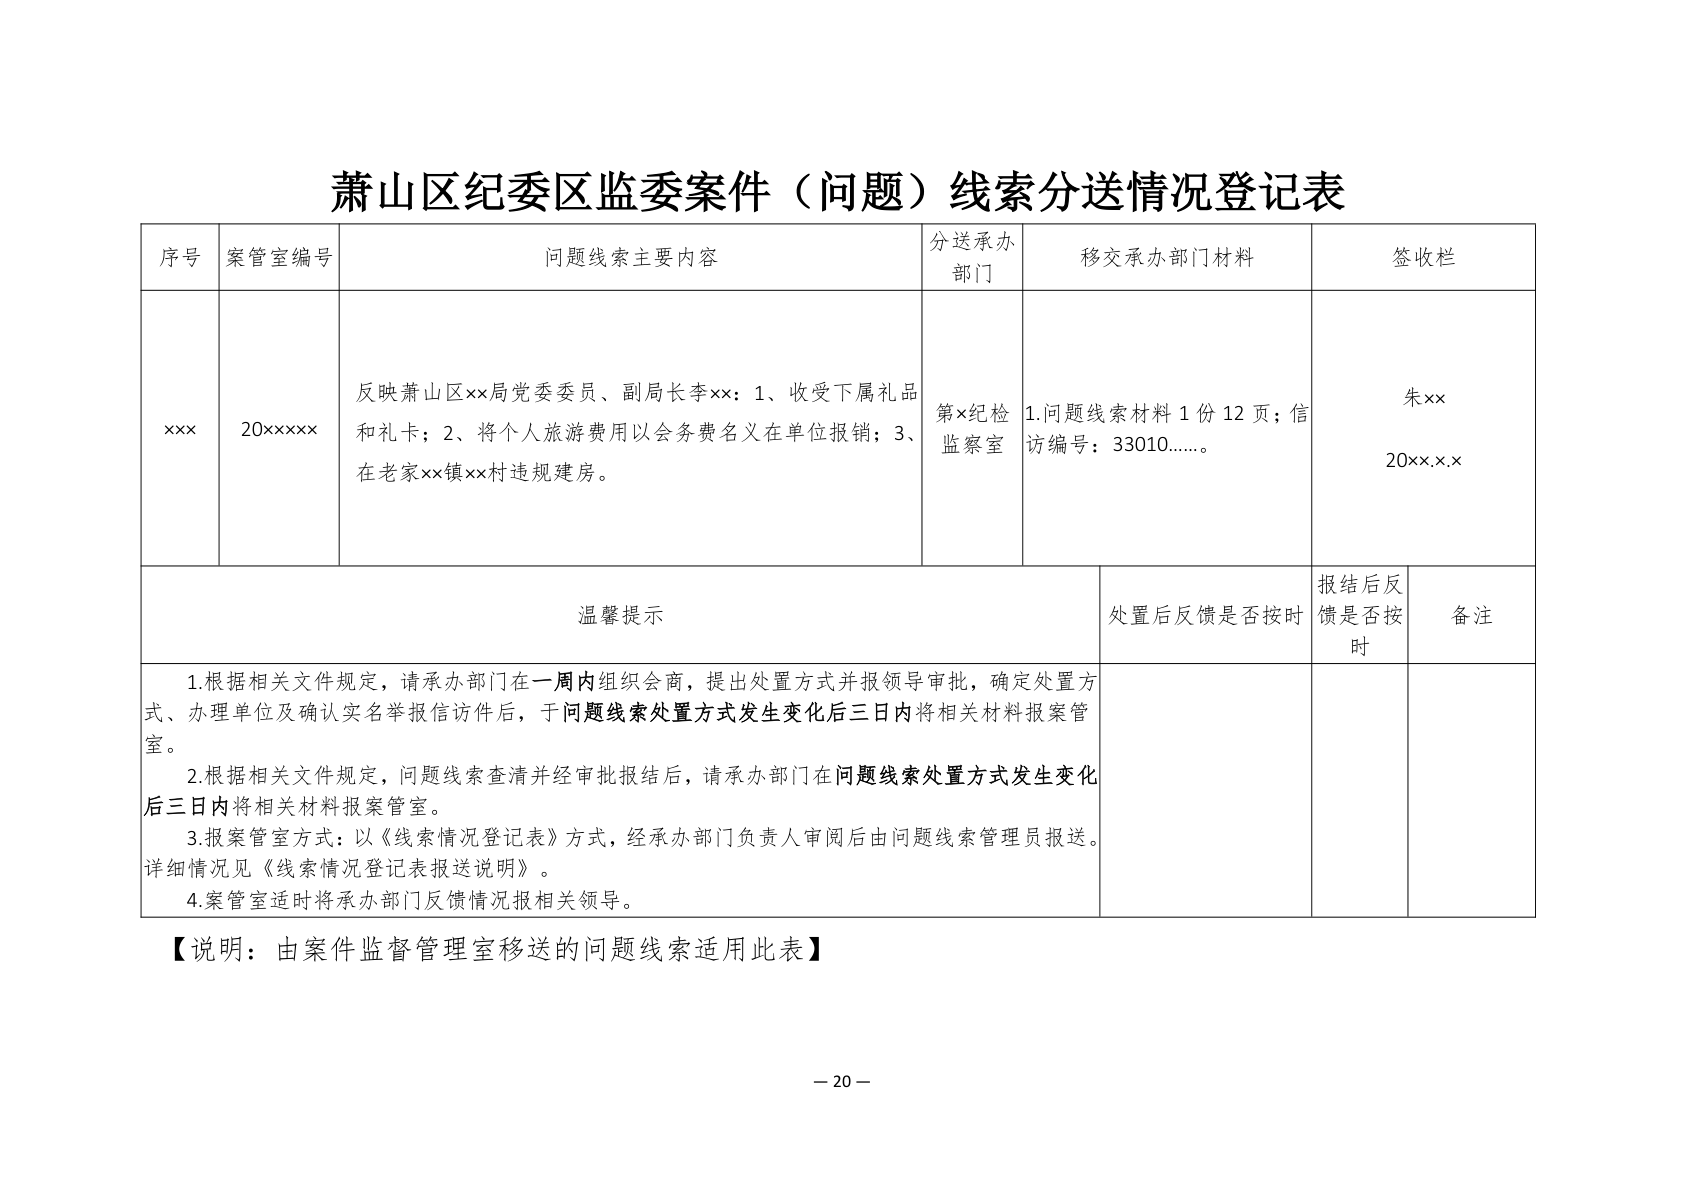 萧山区纪委区监委案件（问题）线索分送情况登记表
序号
案管室编号
问题线索主要内容
分送承办
部门
移交承办部门材料
签收栏
×××
20×××××
反映萧山区××局党委委员、副局长李××：1、收受下属礼品
和礼卡；2、将个人旅游费用以会务费名义在单位报销；3、
在老家××镇××村违规建房。
第×纪检
监察室
1.问题线索材料 1 份 12 页；信
访编号：33010……。
朱××
20××.×.×
温馨提示
处置后反馈是否按时
报结后反
馈是否按
时
备注
1.根据相关文件规定，请承办部门在一周内组织会商，提出处置方式并报领导审批，确定处置方
式、办理单位及确认实名举报信访件后，于问题线索处置方式发生变化后三日内将相关材料报案管
室。
2.根据相关文件规定，问题线索查清并经审批报结后，请承办部门在问题线索处置方式发生变化
后三日内将相关材料报案管室。
3.报案管室方式：以《线索情况登记表》方式，经承办部门负责人审阅后由问题线索管理员报送。
详细情况见《线索情况登记表报送说明》。
4.案管室适时将承办部门反馈情况报相关领导。
【说明：由案件监督管理室移送的问题线索适用此表】
— 20 —